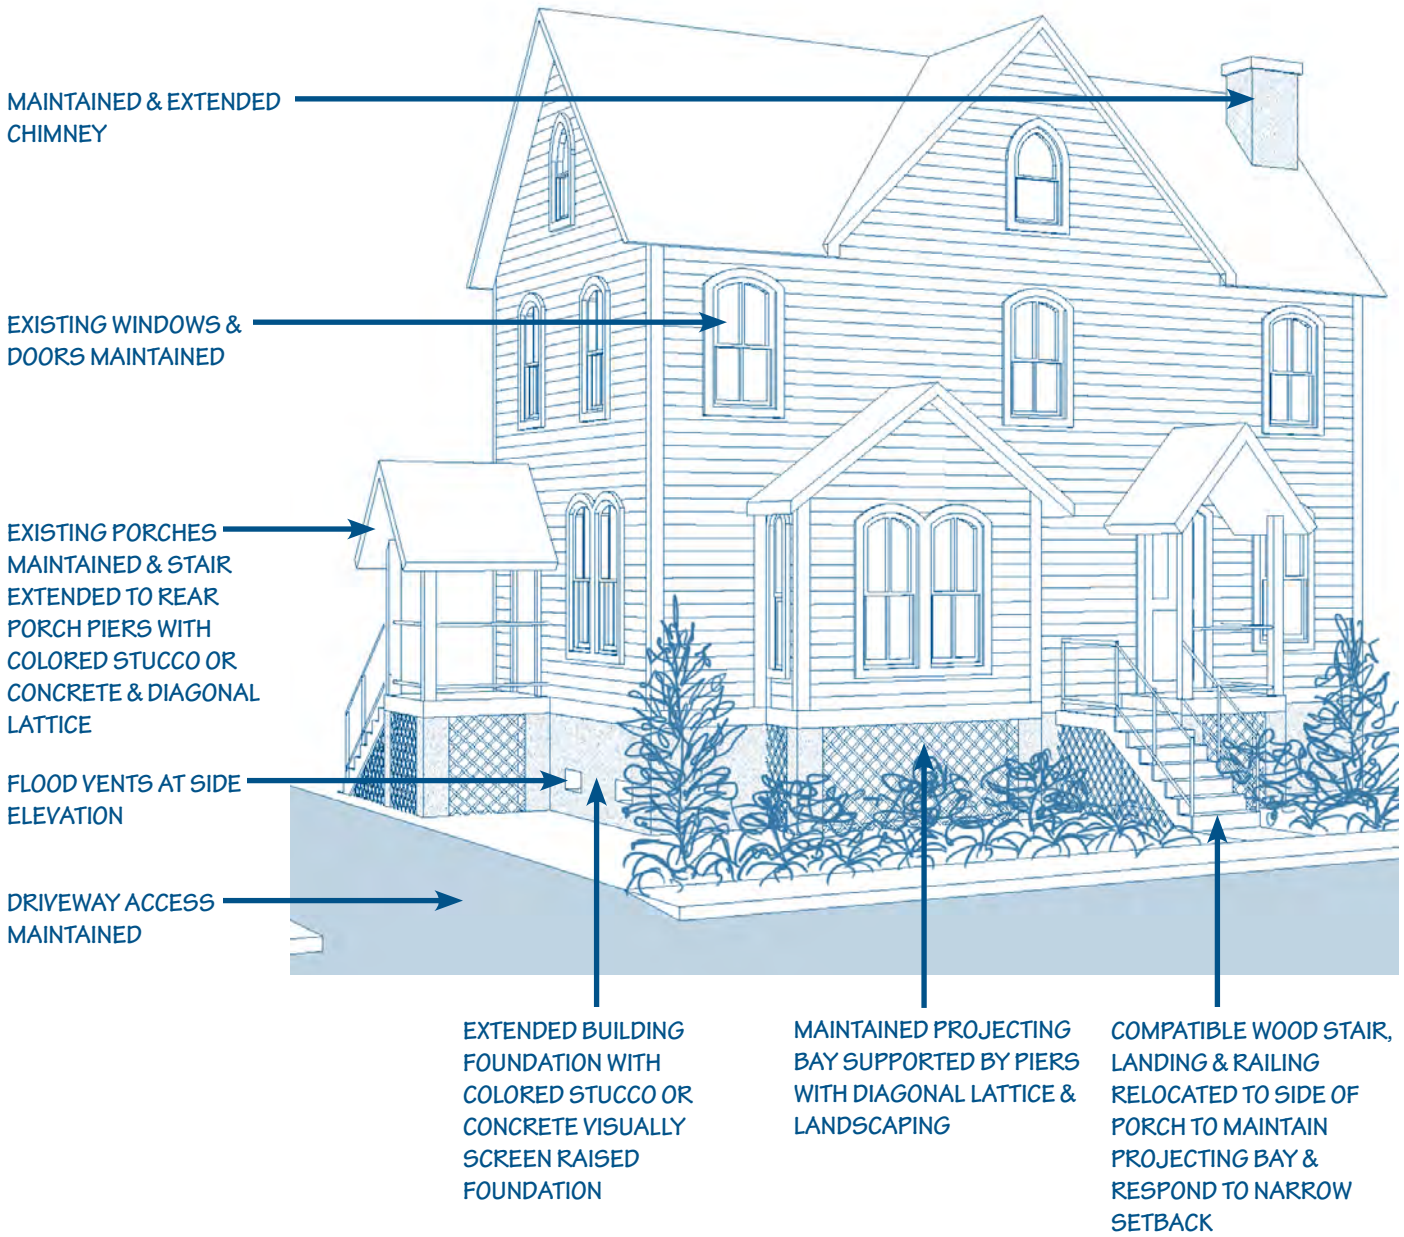 MAINTAINED & EXTENDED
CHIMNEY
EXISTING WINDOWS &
DOORS MAINTAINED
EXISTING PORCHES
MAINTAINED & STAIR
EXTENDED TO REAR
PORCH PIERS WITH
COLORED STUCCO OR
CONCRETE & DIAGONAL
LATTICE
FLOOD VENTS AT SIDE
ELEVATION
DRIVEWAY ACCESS
MAINTAINED
EXTENDED BUILDING
FOUNDATION WITH
COLORED STUCCO OR
CONCRETE VISUALLY
SCREEN RAISED
FOUNDATION
MAINTAINED PROJECTING
BAY SUPPORTED BY PIERS
WITH DIAGONAL LATTICE &
LANDSCAPING
COMPATIBLE WOOD STAIR,
LANDING & RAILING
RELOCATED TO SIDE OF
PORCH TO MAINTAIN
PROJECTING BAY &
RESPOND TO NARROW
SETBACK